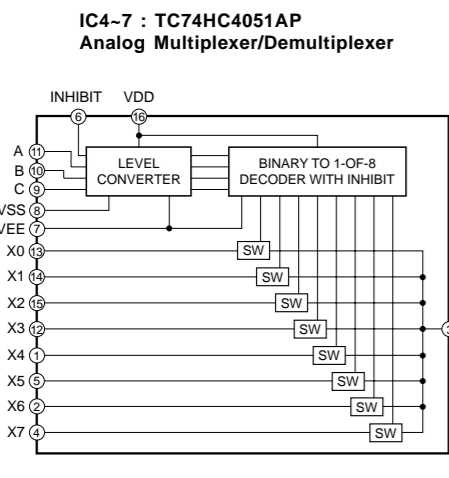 IC4~7 : TC74HC4051AP
Analog Multiplexer/Demultiplexer
INHIBIT VDD
6 16
A 11
B 10
C 9
LEVEL
CONVERTER
BINARY TO 1-OF-8
DECODER WITH INHIBIT
VSS 8
VEE 7
X0 13 SW
X1 14 SW
X2 15 SW
X3 12 SW 3
X4 1 SW
X5 5 SW
X6 2 SW
X7 4 SW